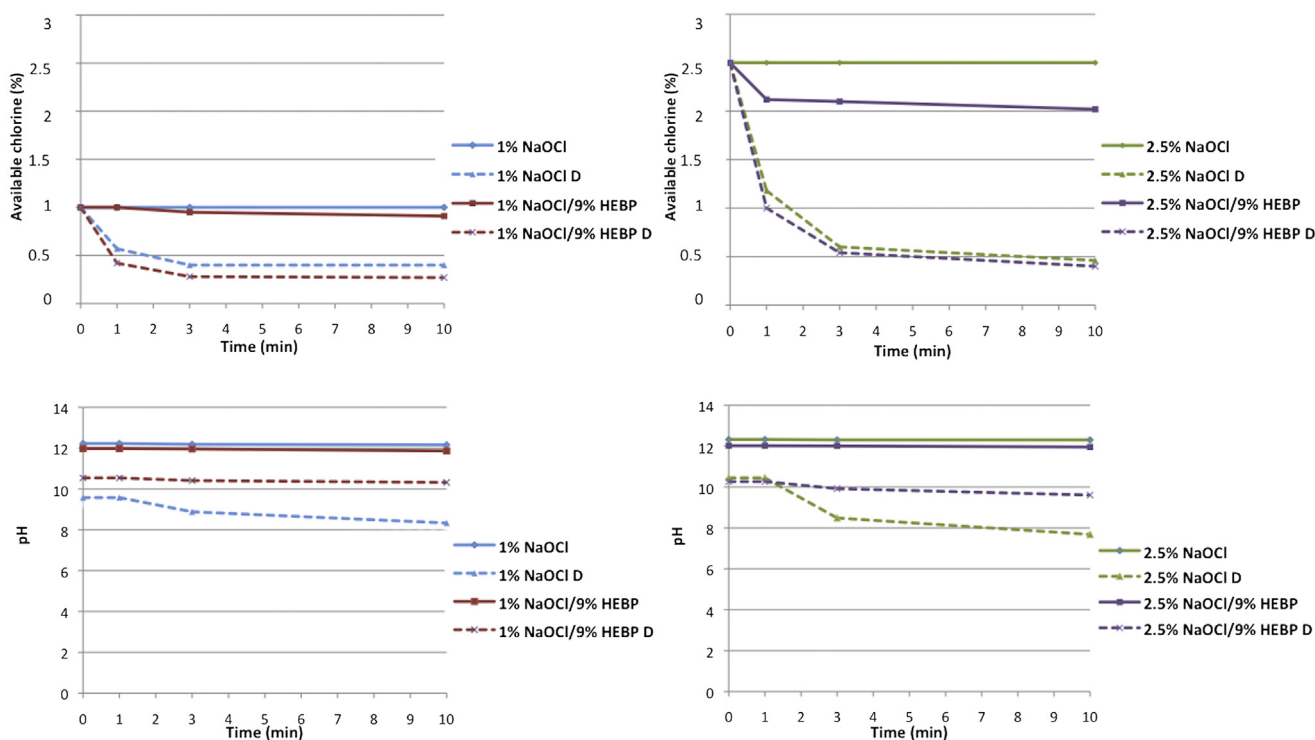 3
2.5
2
1.5
1
0.5
0
Available chlorine (%)
0 1 2 3 4 5 6 7 8 9 10
Time (min)
1% NaOCl
1% NaOCl D
1% NaOCl/9% HEBP
1% NaOCl/9% HEBP D
3
2.5
2
1.5
1
0.5
0
Available chlorine (%)
0 1 2 3 4 5 6 7 8 9 10
Time (min)
2.5% NaOCl
2.5% NaOCl D
2.5% NaOCl/9% HEBP
2.5% NaOCl/9% HEBP D
14
12
10
8
6
4
2
0
pH
0 1 2 3 4 5 6 7 8 9 10
Time (min)
1% NaOCl
1% NaOCl D
1% NaOCl/9% HEBP
1% NaOCl/9% HEBP D
14
12
10
8
6
4
2
0
pH
0 1 2 3 4 5 6 7 8 9 10
Time (min)
2.5% NaOCl
2.5% NaOCl D
2.5% NaOCl/9% HEBP
2.5% NaOCl/9% HEBP D